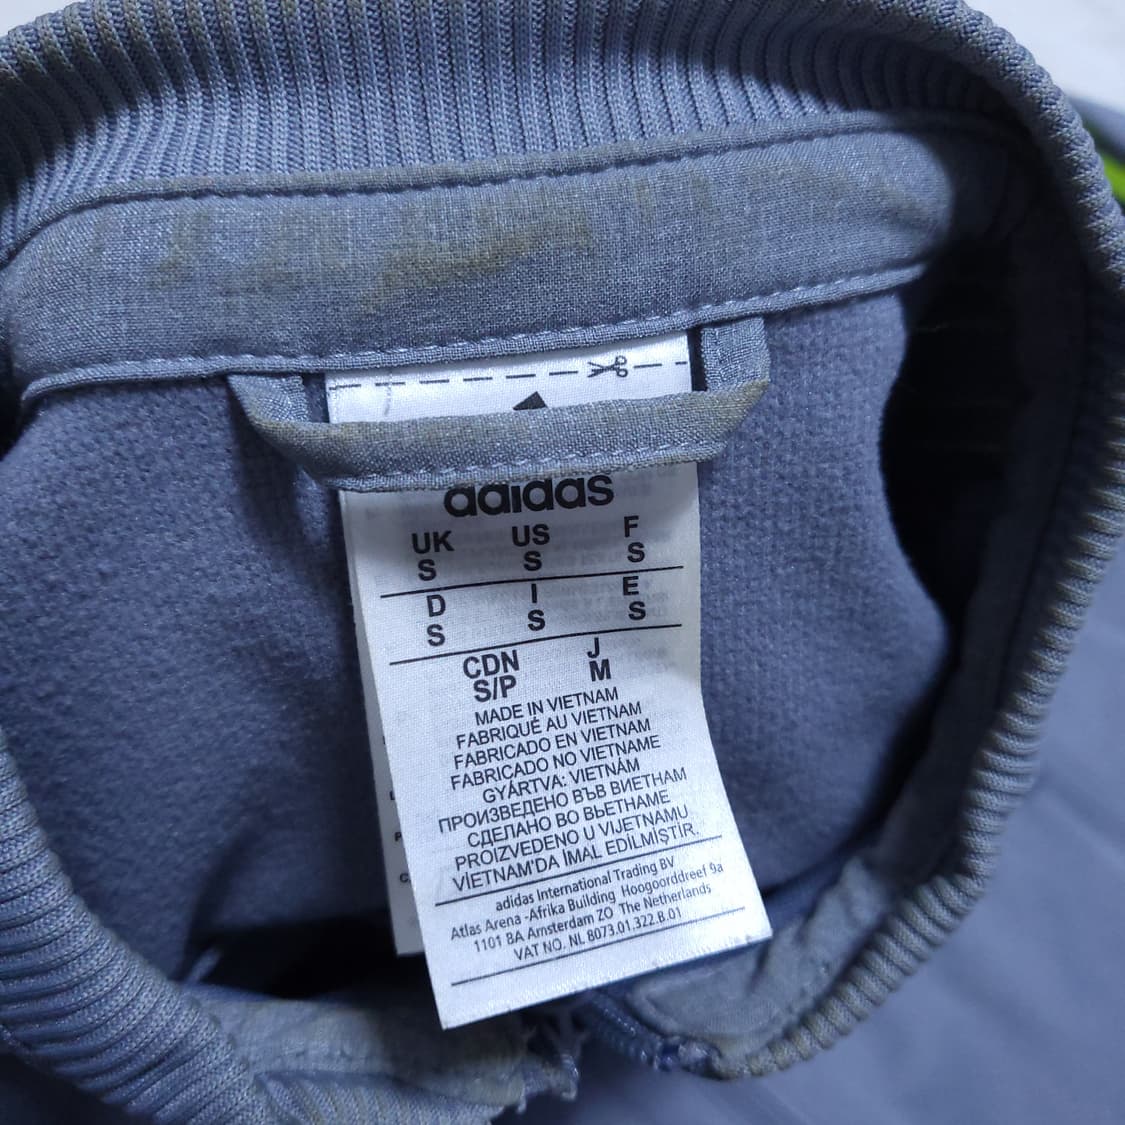 adidas
UK US F
S S S
D I E
S S S
CDN J
S/P M
MADE IN VIETNAM
FABRIQUÉ AU VIETNAM
FABRICADO EN VIETNAM
FABRICADO NO VIETNAME
GYÁRTVA: VIETNÁM
ПРОИЗВЕДЕНО ВЪВ ВИЕТНАМ
СДЕЛАНО ВО ВЬЕТНАМЕ
PROIZVEDENO U VIJETNAMU
VİETNAM'DA İMAL EDİLMİŞTİR.
adidas International Trading BV
Atlas Arena -Afrika Building Hoogoorddreef 9a
1101 BA Amsterdam ZO The Netherlands
VAT NO. NL 8073.01.322.B.01